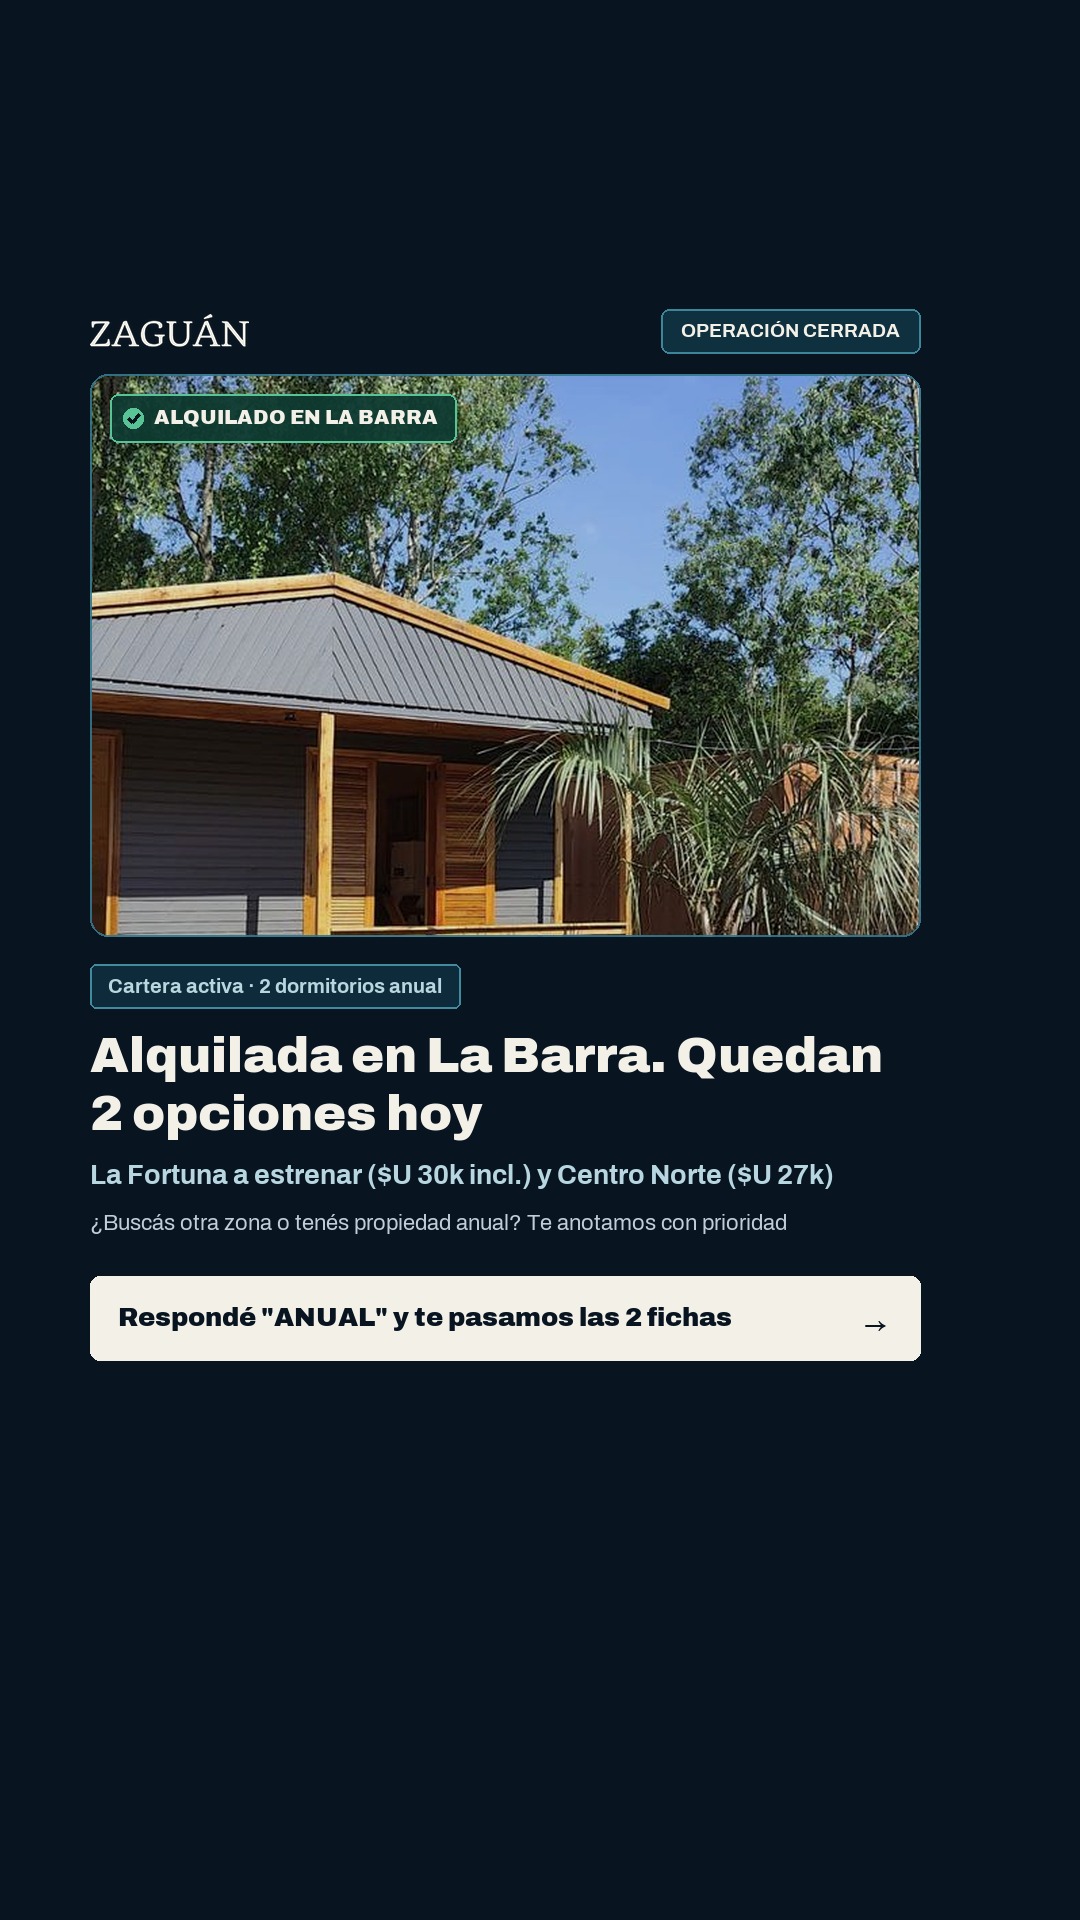 ZAGUÁN
OPERACIÓN CERRADA
ALQUILADO EN LA BARRA
Cartera activa · 2 dormitorios anual
Alquilada en La Barra. Quedan
2 opciones hoy
La Fortuna a estrenar ($U 30k incl.) y Centro Norte ($U 27k)
¿Buscás otra zona o tenés propiedad anual? Te anotamos con prioridad
Respondé "ANUAL" y te pasamos las 2 fichas →